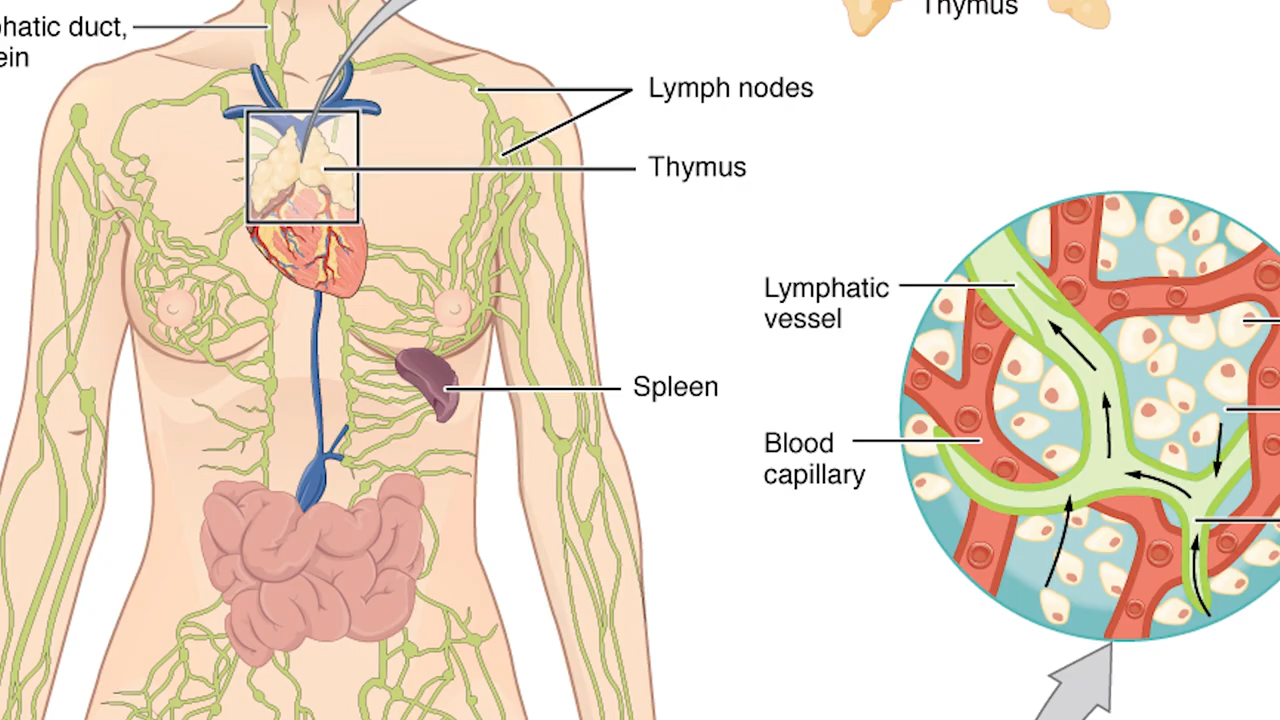 phatic duct,
ein
Thymus
Lymph nodes
Thymus
Spleen
Lymphatic
vessel
Blood
capillary